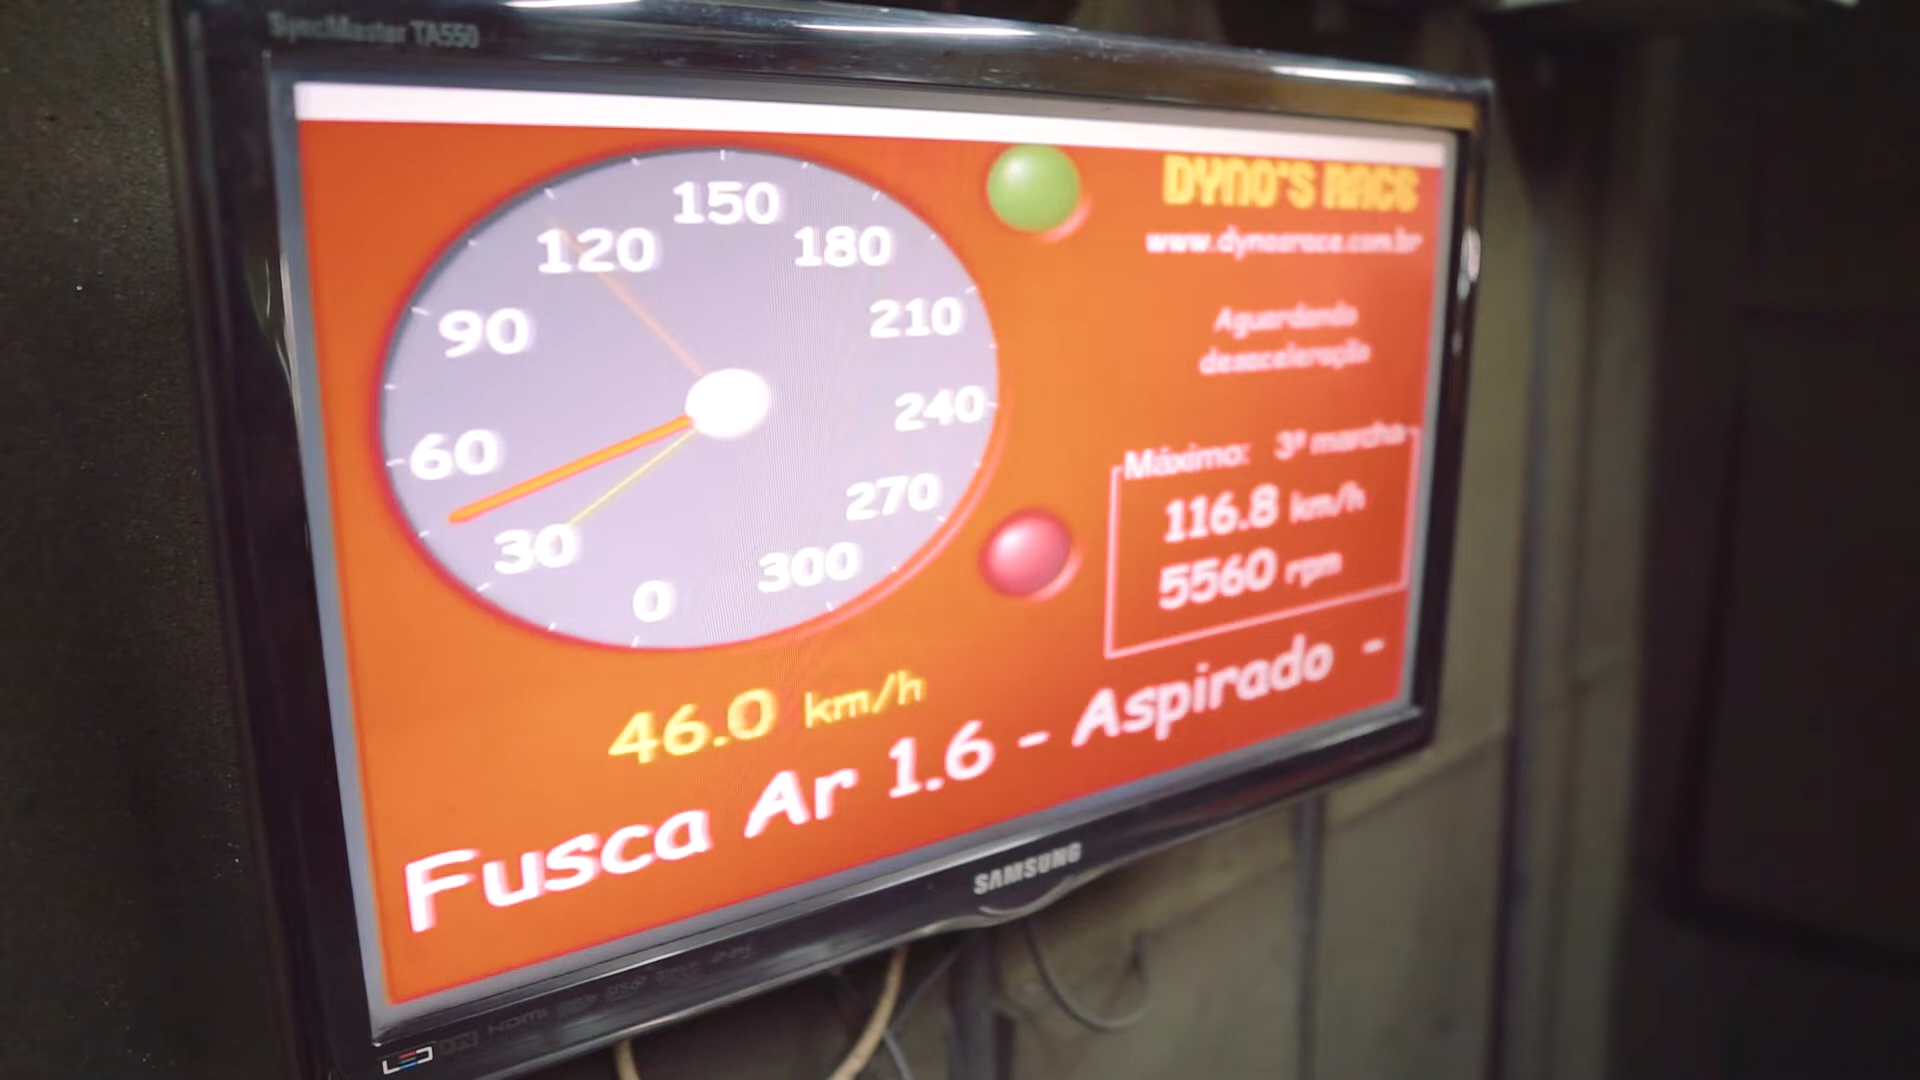 SyncMaster TA550
DYNO'S RACE
www.dynosrace.com.br
Aguardando
desaceleração
Máximo: 3ª marcha
116.8 km/h
5560 rpm
0
30
60
90
120
150
180
210
240
270
300
46.0 km/h
Fusca Ar 1.6 - Aspirado -
SAMSUNG
LED
HDMI